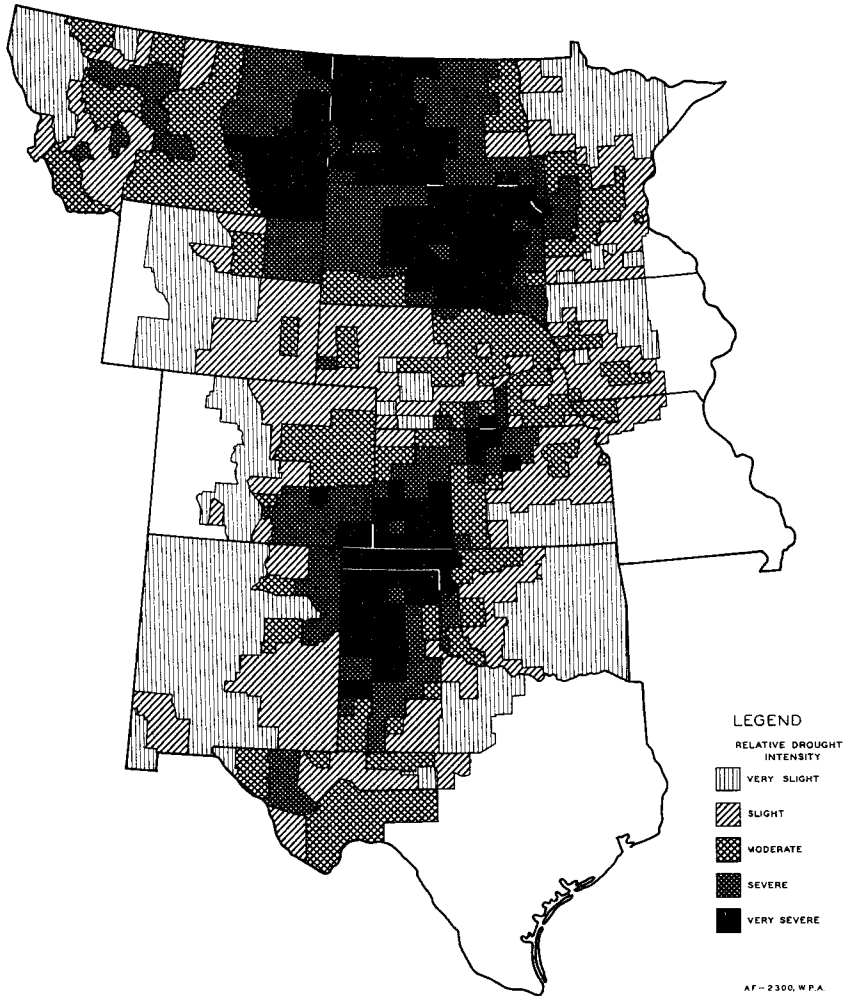 LEGEND
RELATIVE DROUGHT
INTENSITY
VERY SLIGHT
SLIGHT
MODERATE
SEVERE
VERY SEVERE
AF-2300, W.P.A.